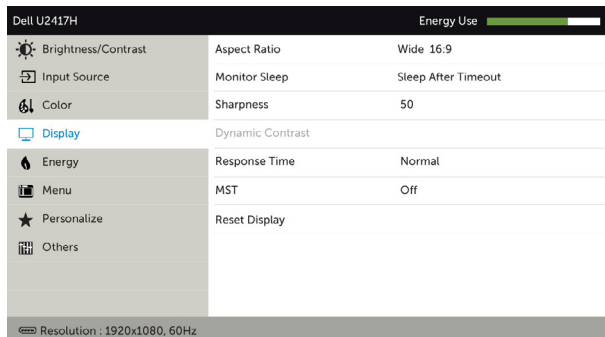 Dell U2417H Energy Use
Brightness/Contrast Aspect Ratio Wide 16:9
Input Source Monitor Sleep Sleep After Timeout
Color Sharpness 50
Display Dynamic Contrast
Energy Response Time Normal
Menu MST Off
Personalize Reset Display
Others
Resolution : 1920x1080, 60Hz